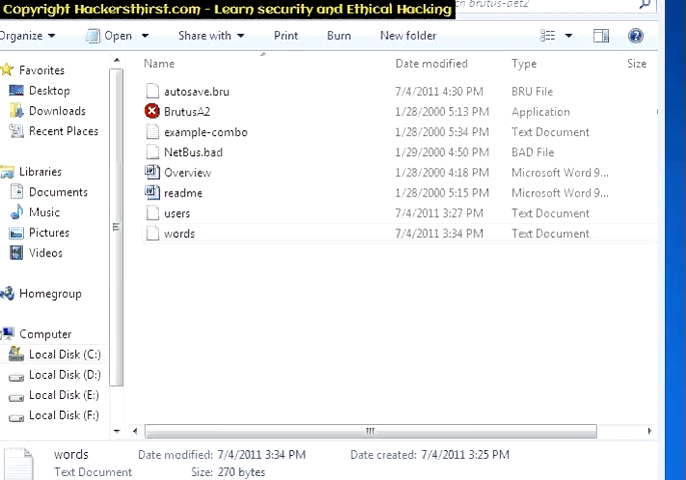 Copyright Hackersthirst.com - Learn security and Ethical Hacking
Organize Open Share with Print Burn New folder
Name Date modified Type Size
Favorites
Desktop
Downloads
Recent Places
Libraries
Documents
Music
Pictures
Videos
Homegroup
Computer
Local Disk (C:)
Local Disk (D:)
Local Disk (E:)
Local Disk (F:)
autosave.bru 7/4/2011 4:30 PM BRU File
BrutusA2 1/28/2000 5:13 PM Application
example-combo 1/28/2000 5:34 PM Text Document
NetBus.bad 1/29/2000 4:50 PM BAD File
Overview 1/28/2000 4:18 PM Microsoft Word 9...
readme 1/28/2000 5:15 PM Microsoft Word 9...
users 7/4/2011 3:27 PM Text Document
words 7/4/2011 3:34 PM Text Document
words Date modified: 7/4/2011 3:34 PM Date created: 7/4/2011 3:25 PM
Text Document Size: 270 bytes